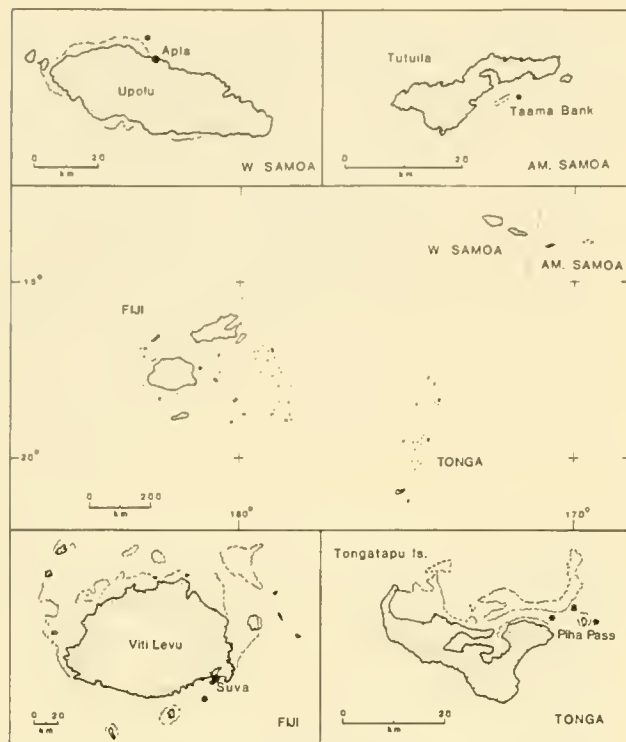 Apia
Upolu
0 20
km
W SAMOA
Tutuila
Taama Bank
0 20
km
AM. SAMOA
W SAMOA
AM. SAMOA
15°
FIJI
20°
TONGA
0 200
km
180°
170°
Viti Levu
Suva
0 20
km
FIJI
Tongatapu Is.
Piha Pass
0 20
km
TONGA